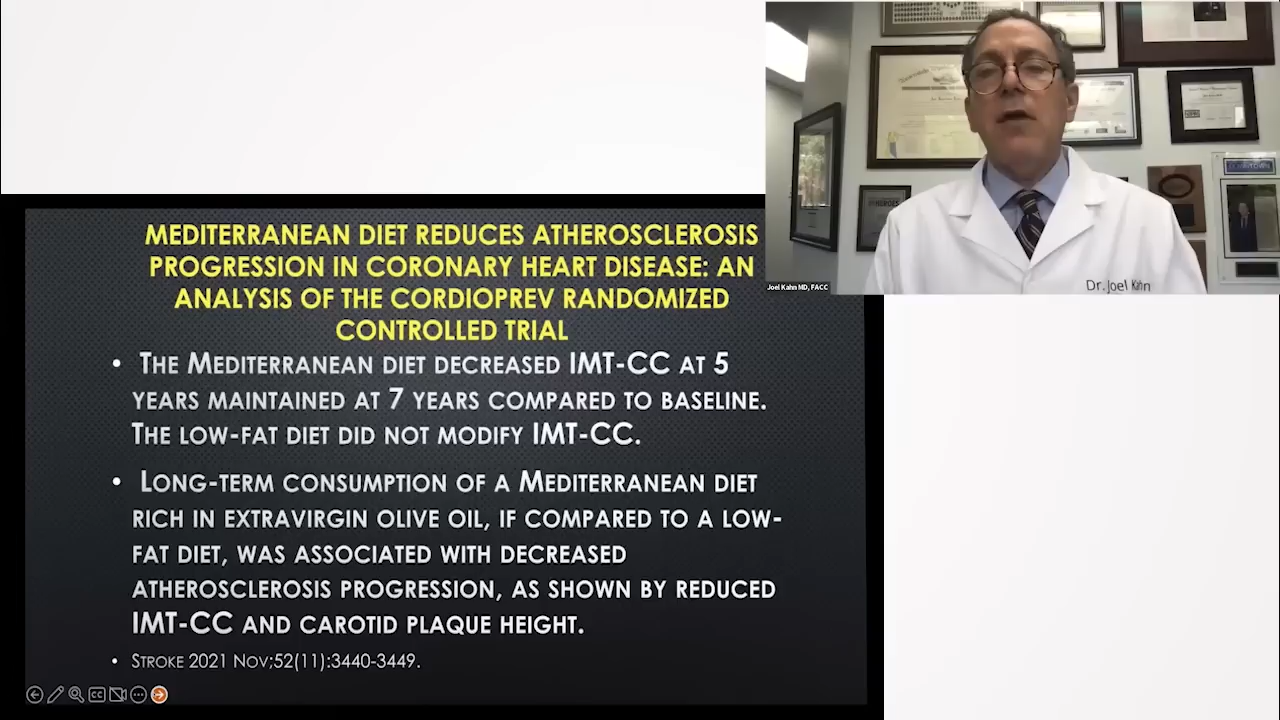 MEDITERRANEAN DIET REDUCES ATHEROSCLEROSIS
PROGRESSION IN CORONARY HEART DISEASE: AN
ANALYSIS OF THE CORDIOPREV RANDOMIZED
CONTROLLED TRIAL
• THE MEDITERRANEAN DIET DECREASED IMT-CC AT 5
YEARS MAINTAINED AT 7 YEARS COMPARED TO BASELINE.
THE LOW-FAT DIET DID NOT MODIFY IMT-CC.
• LONG-TERM CONSUMPTION OF A MEDITERRANEAN DIET
RICH IN EXTRAVIRGIN OLIVE OIL, IF COMPARED TO A LOW-
FAT DIET, WAS ASSOCIATED WITH DECREASED
ATHEROSCLEROSIS PROGRESSION, AS SHOWN BY REDUCED
IMT-CC AND CAROTID PLAQUE HEIGHT.
• STROKE 2021 NOV;52(11):3440-3449.
CC
Joel Kahn MD, FACC
Dr. Joel Kahn